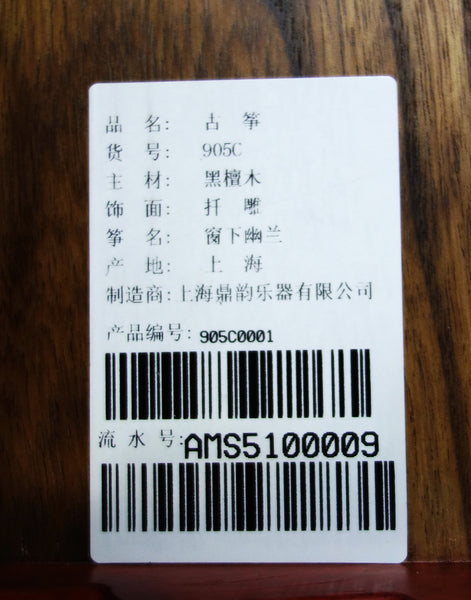 品 名: 古 筝
货 号: 905C
主 材: 黑檀木
饰 面: 扦 雕
筝 名: 窗下幽兰
产 地: 上 海
制造商:上海鼎韵乐器有限公司
产品编号: 905C0001
流 水 号:AMS5100009